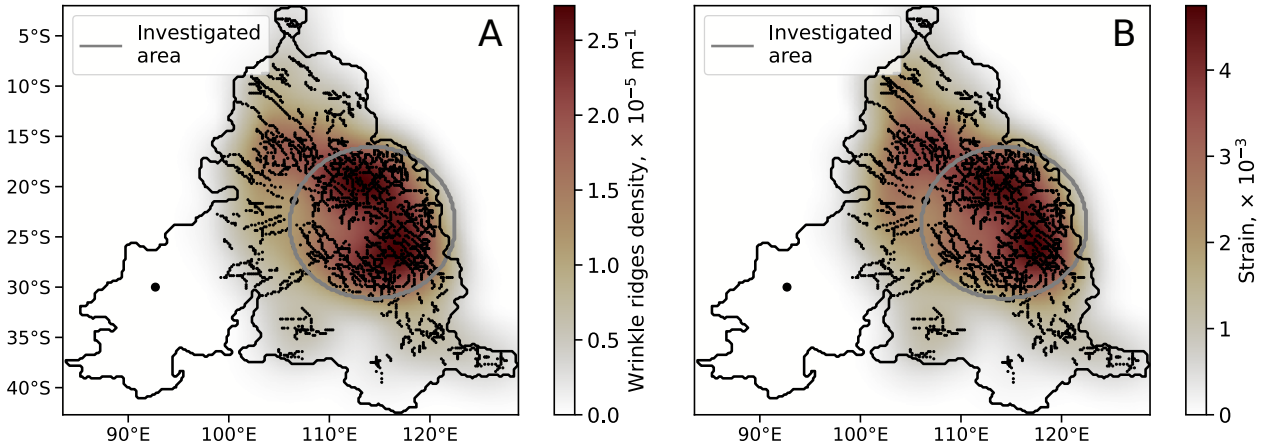 Investigated
area
A
5°S
10°S
15°S
20°S
25°S
30°S
35°S
40°S
90°E 100°E 110°E 120°E
2.5
2.0
1.5
1.0
0.5
0.0
Wrinkle ridges density, × 10⁻⁵ m⁻¹
Investigated
area
B
90°E 100°E 110°E 120°E
4
3
2
1
0
Strain, × 10⁻³